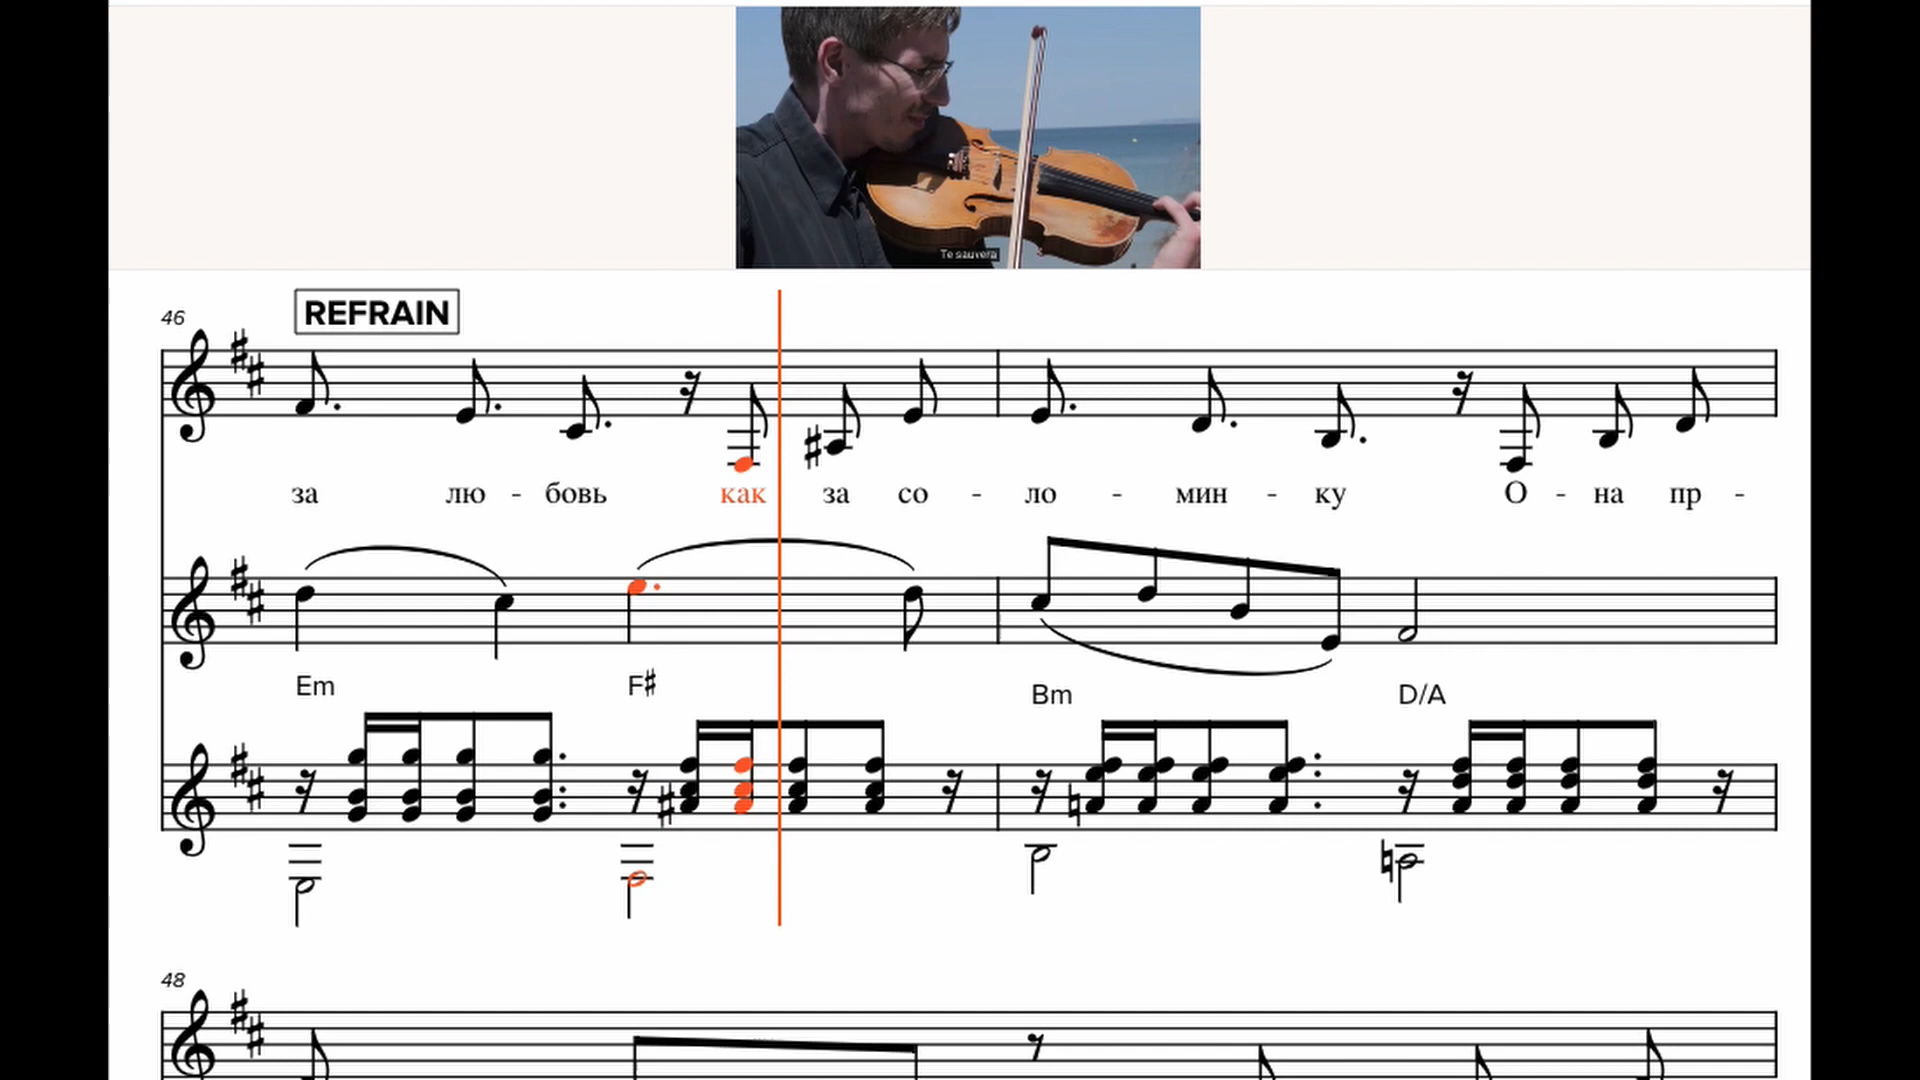 Te sauvera
46
REFRAIN
за лю - бовь как за со - ло - мин - ку О - на пр -
Em F♯ Bm D/A
48